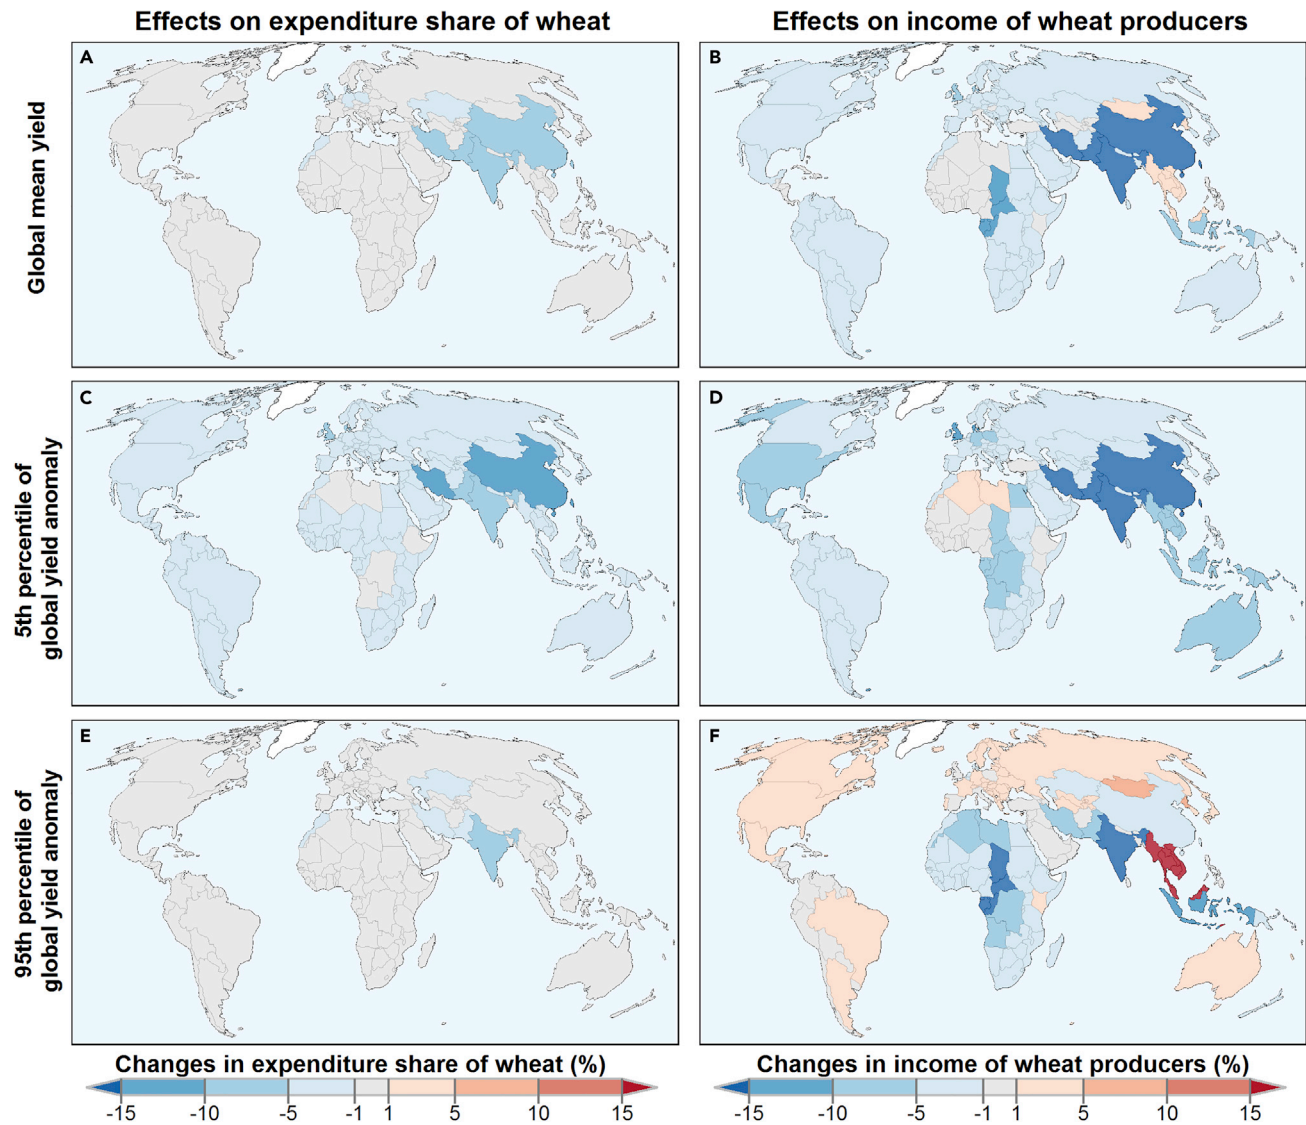 Effects on expenditure share of wheat
Effects on income of wheat producers
Global mean yield
A
B
5th percentile of
global yield anomaly
C
D
95th percentile of
global yield anomaly
E
F
Changes in expenditure share of wheat (%)
-15 -10 -5 -1 1 5 10 15
Changes in income of wheat producers (%)
-15 -10 -5 -1 1 5 10 15